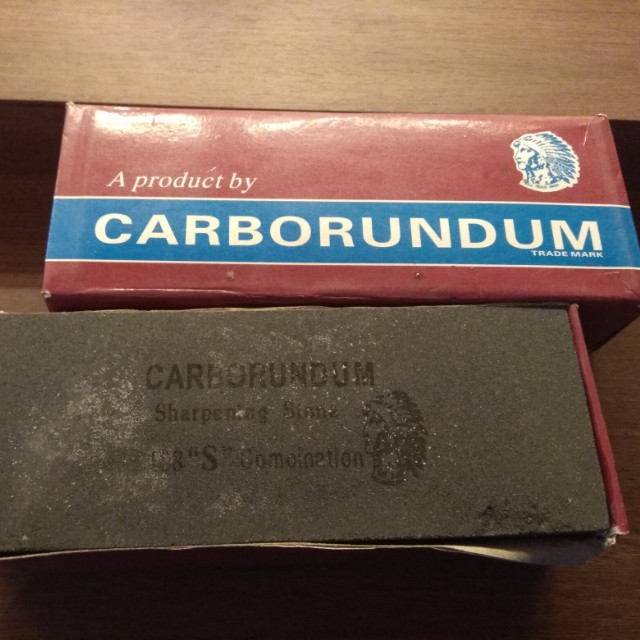 A product by
CARBORUNDUM
TRADE MARK
CARBORUNDUM
Sharpening Stone
108 "S" Combination